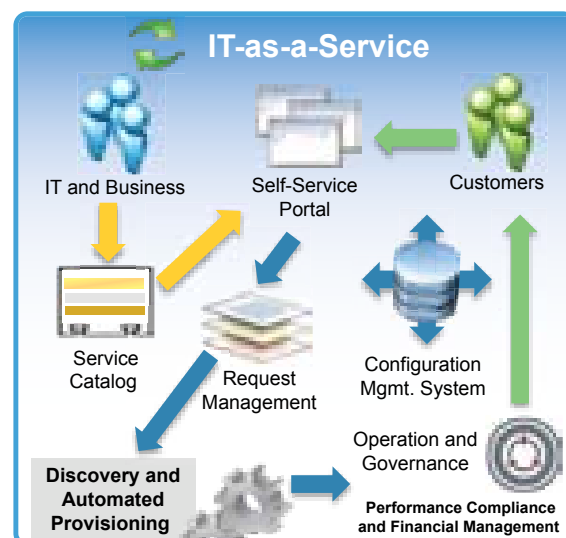 IT-as-a-Service
IT and Business
Self-Service
Portal
Customers
Service
Catalog
Request
Management
Configuration
Mgmt. System
Discovery and
Automated
Provisioning
Operation and
Governance
Performance Compliance
and Financial Management